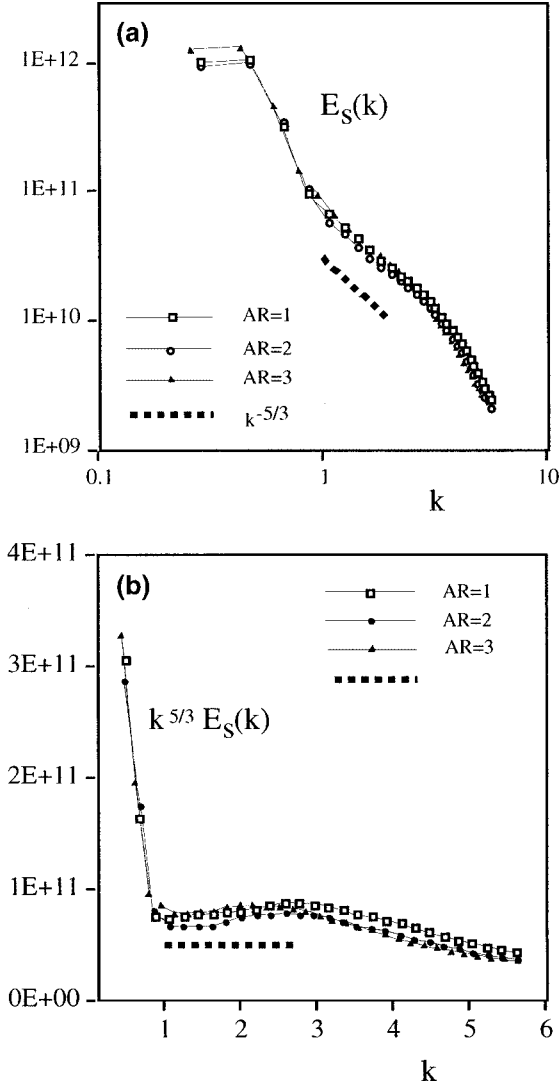 (a)
1E+12
E_S(k)
1E+11
1E+10
AR=1
AR=2
AR=3
k^-5/3
1E+09
0.1
1
10
k
4E+11
(b)
AR=1
AR=2
AR=3
3E+11
k^5/3 E_S(k)
2E+11
1E+11
0E+00
1
2
3
4
5
6
k